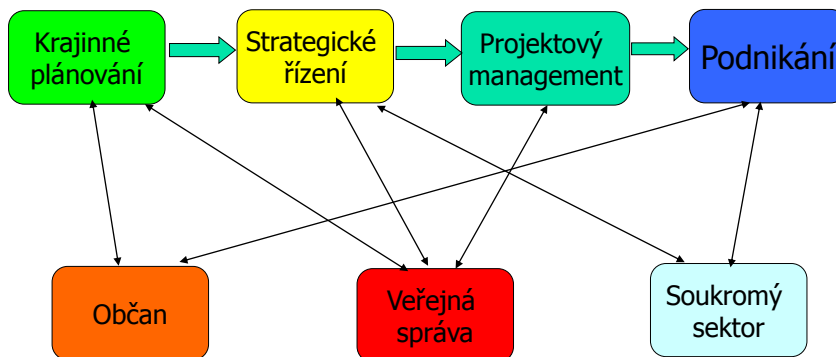 Krajinné
plánování
Strategické
řízení
Projektový
management
Podnikání
Občan
Veřejná
správa
Soukromý
sektor